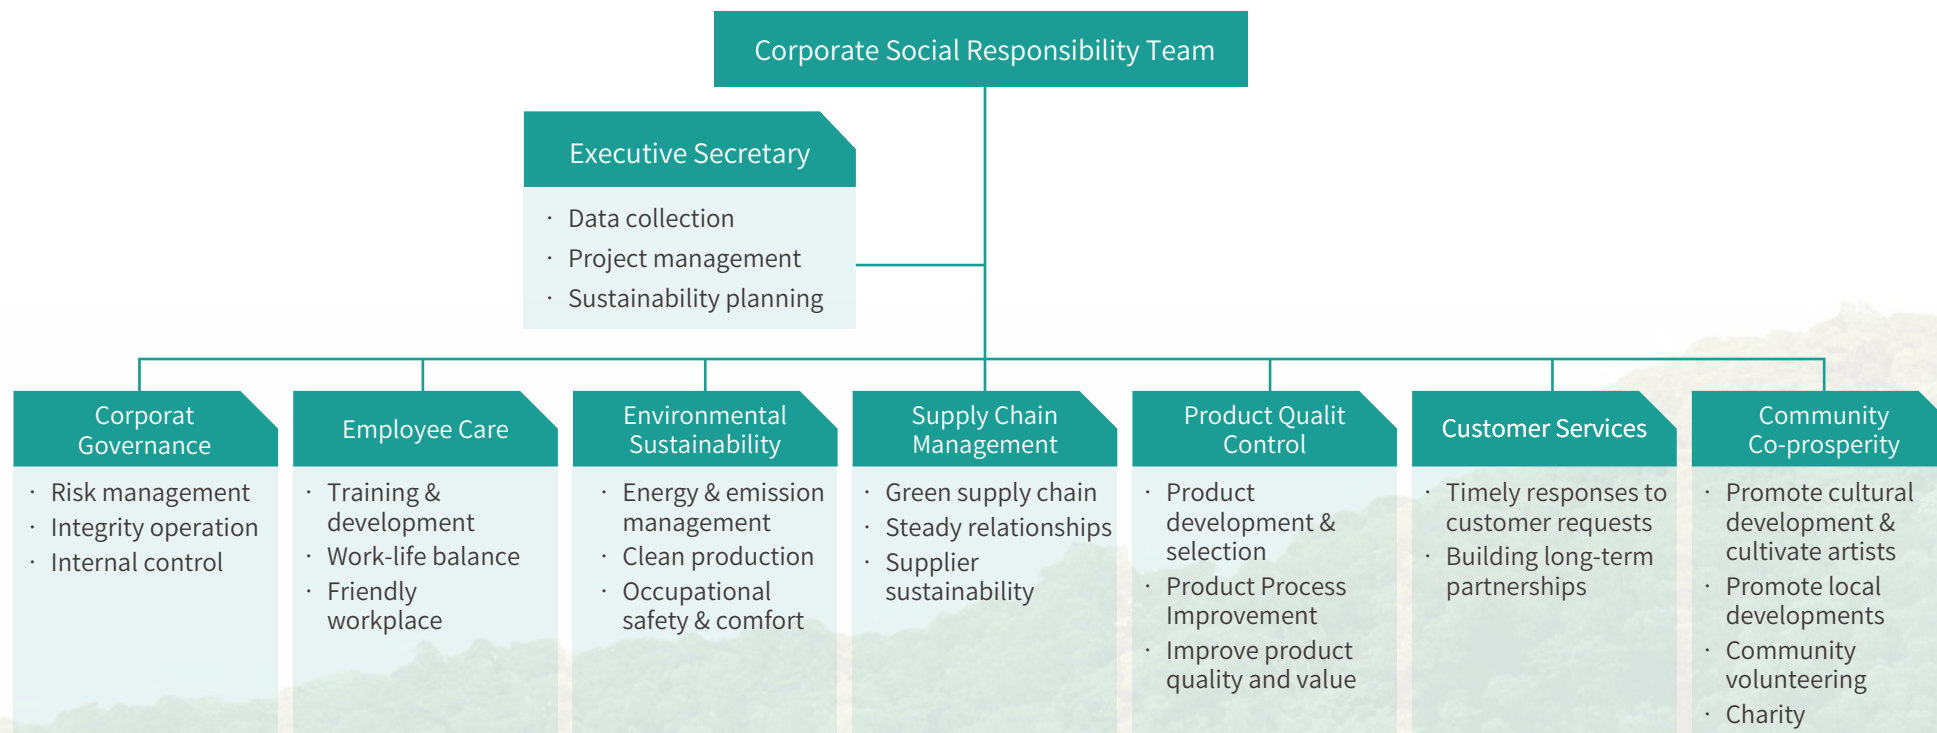 Corporate Social Responsibility Team
Executive Secretary
· Data collection
· Project management
· Sustainability planning
Corporat
Governance
· Risk management
· Integrity operation
· Internal control
Employee Care
· Training &
development
· Work-life balance
· Friendly
workplace
Environmental
Sustainability
· Energy & emission
management
· Clean production
· Occupational
safety & comfort
Supply Chain
Management
· Green supply chain
· Steady relationships
· Supplier
sustainability
Product Qualit
Control
· Product
development &
selection
· Product Process
Improvement
· Improve product
quality and value
Customer Services
· Timely responses to
customer requests
· Building long-term
partnerships
Community
Co-prosperity
· Promote cultural
development &
cultivate artists
· Promote local
developments
· Community
volunteering
· Charity